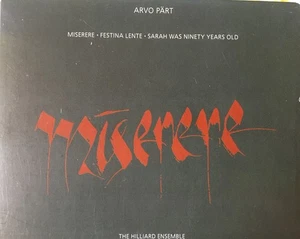 ARVO PÄRT
MISERERE · FESTINA LENTE · SARAH WAS NINETY YEARS OLD
miserere
THE HILLIARD ENSEMBLE